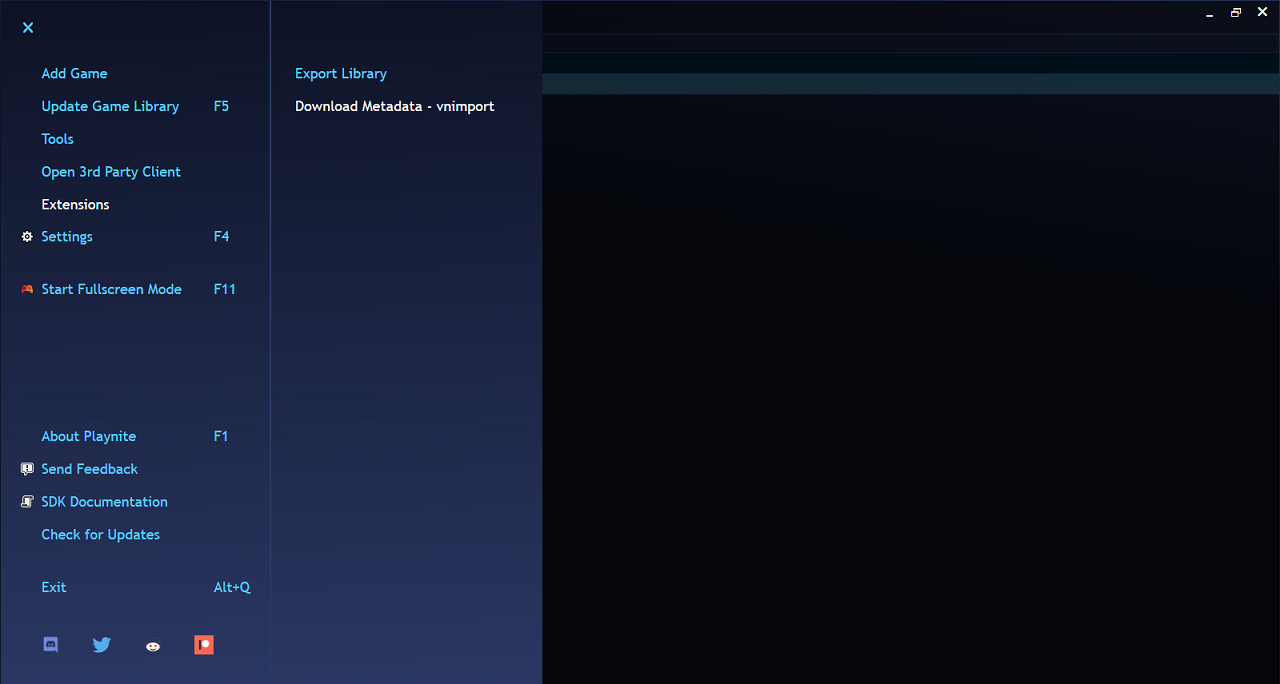 Add Game
Update Game Library F5
Tools
Open 3rd Party Client
Extensions
Settings F4
Start Fullscreen Mode F11
About Playnite F1
Send Feedback
SDK Documentation
Check for Updates
Exit Alt+Q
Export Library
Download Metadata - vnimport